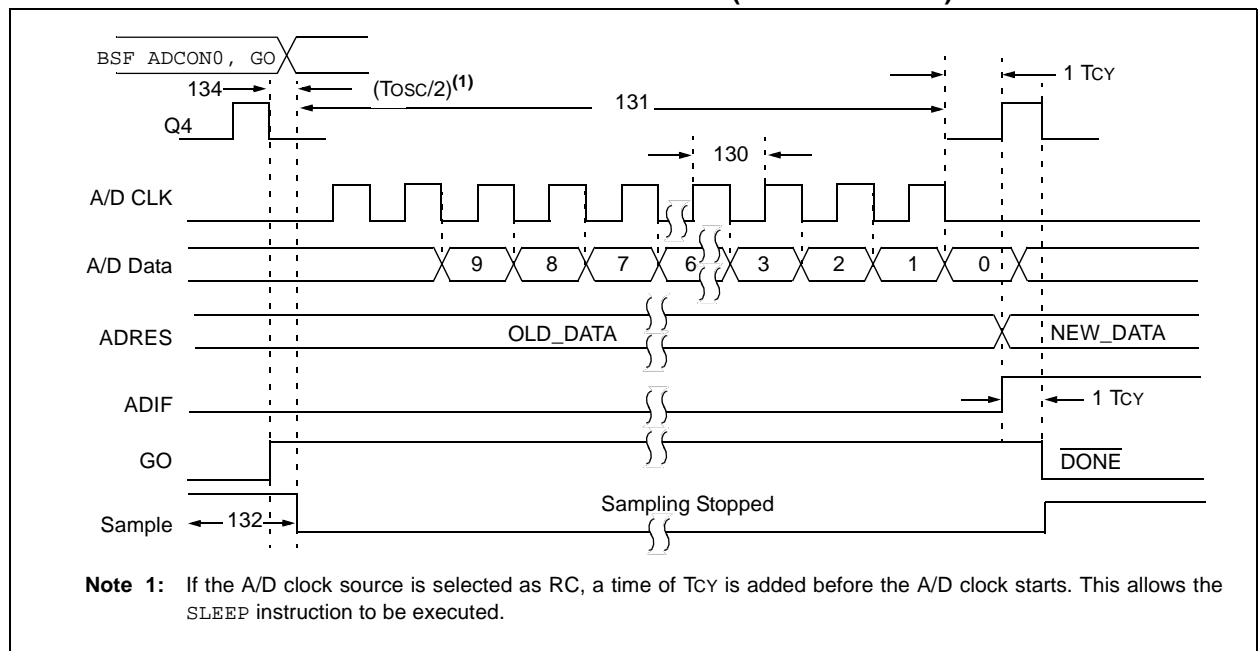 BSF ADCON0, GO
134
(TOSC/2)(1)
131
1 TCY
Q4
130
A/D CLK
A/D Data
9 8 7 6 3 2 1 0
ADRES
OLD_DATA
NEW_DATA
ADIF
1 TCY
GO
DONE
Sampling Stopped
Sample
132
Note 1: If the A/D clock source is selected as RC, a time of TCY is added before the A/D clock starts. This allows the
SLEEP instruction to be executed.